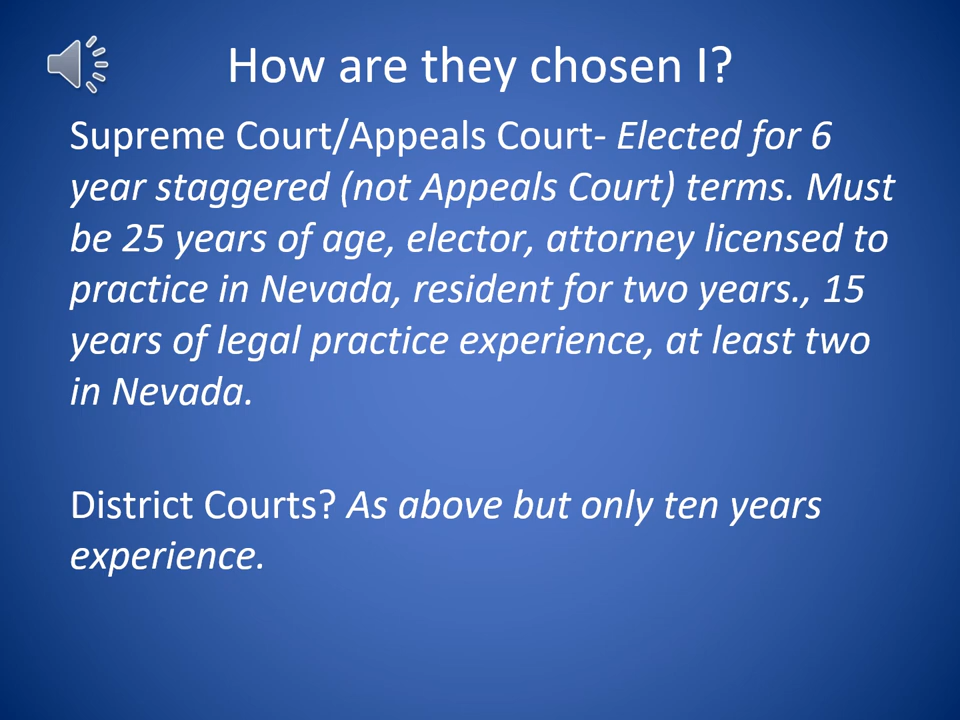 How are they chosen I?
Supreme Court/Appeals Court- Elected for 6
year staggered (not Appeals Court) terms. Must
be 25 years of age, elector, attorney licensed to
practice in Nevada, resident for two years., 15
years of legal practice experience, at least two
in Nevada.
District Courts? As above but only ten years
experience.